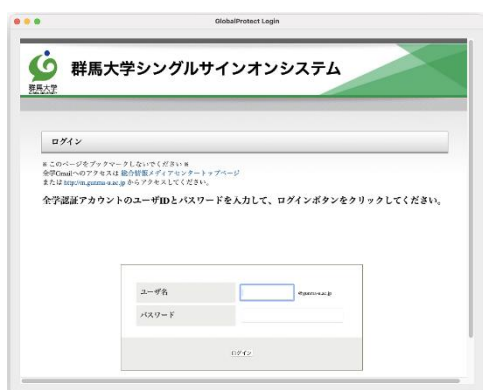 GlobalProtect Login
群馬大学シングルサインオンシステム
群馬大学
ログイン
※このページをブックマークしないでください※
全学Gmailへのアクセスは 総合情報メディアセンタートップページ
または http://m.gunma-u.ac.jp からアクセスしてください。
全学認証アカウントのユーザIDとパスワードを入力して、ログインボタンをクリックしてください。
ユーザ名
@gunma-u.ac.jp
パスワード
ログイン